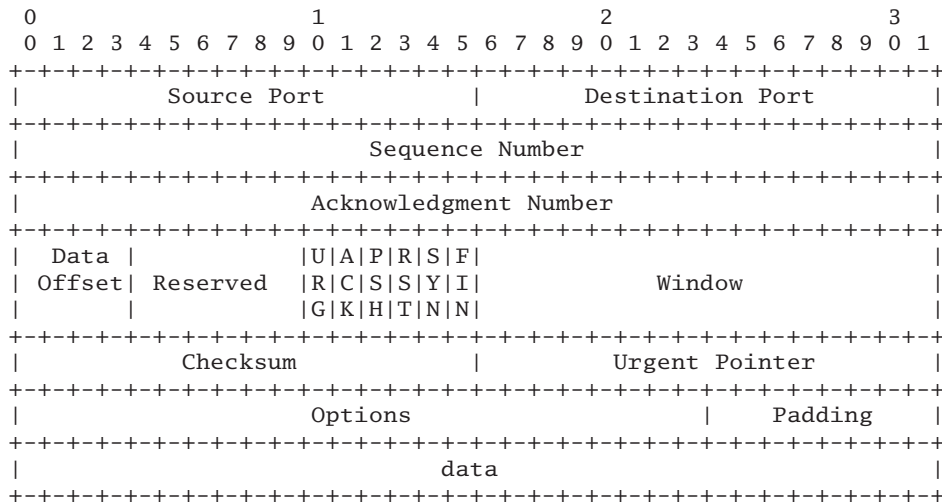 0                   1                   2                   3
 0 1 2 3 4 5 6 7 8 9 0 1 2 3 4 5 6 7 8 9 0 1 2 3 4 5 6 7 8 9 0 1
+-+-+-+-+-+-+-+-+-+-+-+-+-+-+-+-+-+-+-+-+-+-+-+-+-+-+-+-+-+-+-+-+
|          Source Port          |       Destination Port        |
+-+-+-+-+-+-+-+-+-+-+-+-+-+-+-+-+-+-+-+-+-+-+-+-+-+-+-+-+-+-+-+-+
|                        Sequence Number                        |
+-+-+-+-+-+-+-+-+-+-+-+-+-+-+-+-+-+-+-+-+-+-+-+-+-+-+-+-+-+-+-+-+
|                    Acknowledgment Number                      |
+-+-+-+-+-+-+-+-+-+-+-+-+-+-+-+-+-+-+-+-+-+-+-+-+-+-+-+-+-+-+-+-+
|  Data |           |U|A|P|R|S|F|                               |
| Offset| Reserved  |R|C|S|S|Y|I|            Window             |
|       |           |G|K|H|T|N|N|                               |
+-+-+-+-+-+-+-+-+-+-+-+-+-+-+-+-+-+-+-+-+-+-+-+-+-+-+-+-+-+-+-+-+
|           Checksum            |         Urgent Pointer        |
+-+-+-+-+-+-+-+-+-+-+-+-+-+-+-+-+-+-+-+-+-+-+-+-+-+-+-+-+-+-+-+-+
|                    Options                    |    Padding    |
+-+-+-+-+-+-+-+-+-+-+-+-+-+-+-+-+-+-+-+-+-+-+-+-+-+-+-+-+-+-+-+-+
|                             data                              |
+-+-+-+-+-+-+-+-+-+-+-+-+-+-+-+-+-+-+-+-+-+-+-+-+-+-+-+-+-+-+-+-+